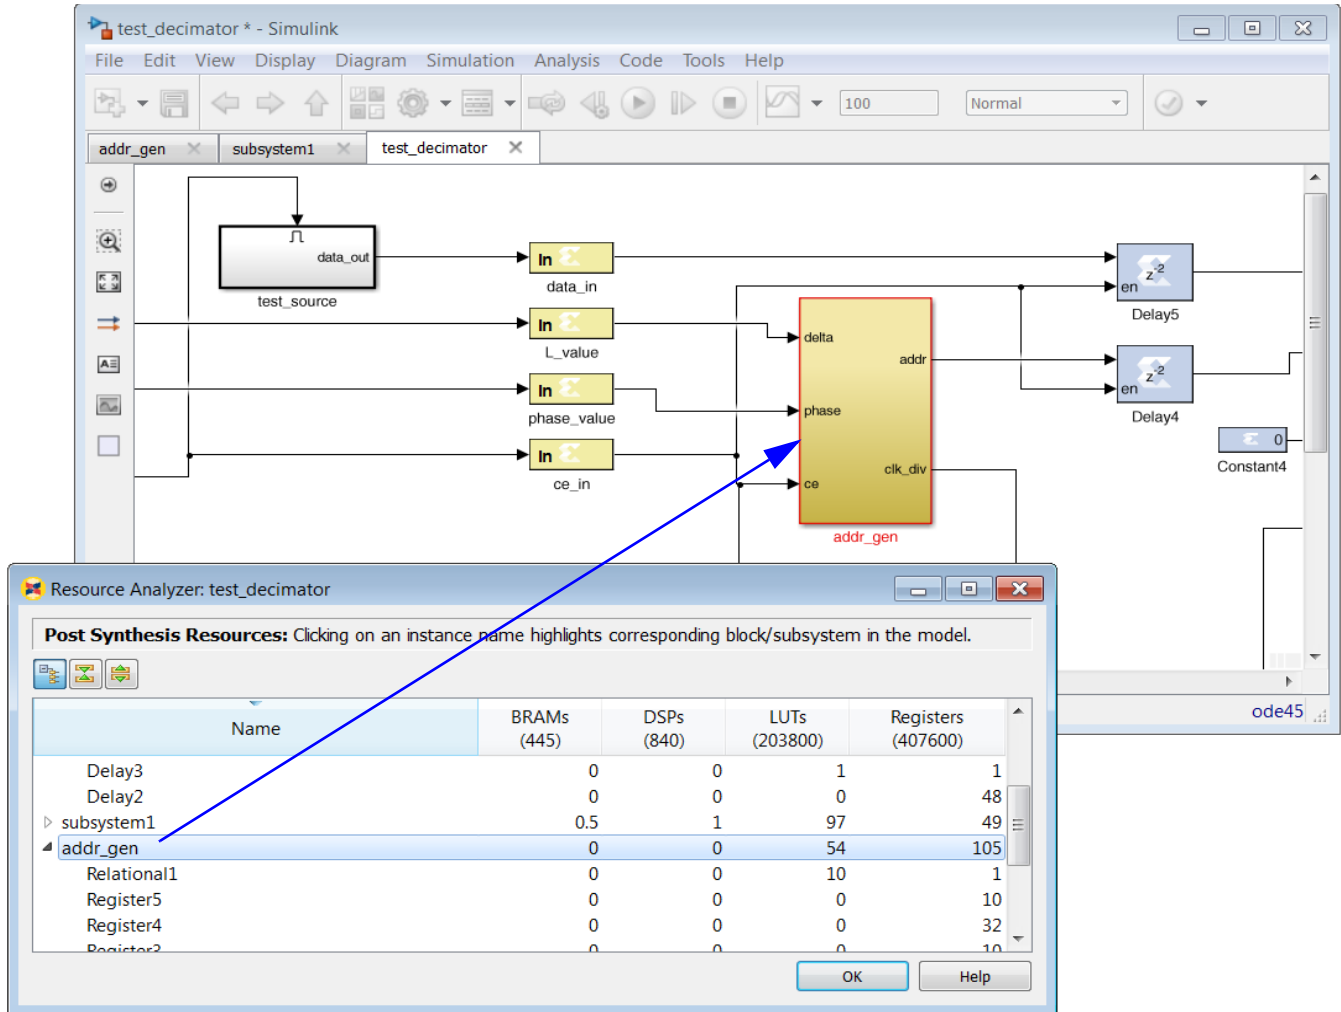 test_decimator * - Simulink
File Edit View Display Diagram Simulation Analysis Code Tools Help
100 Normal
addr_gen subsystem1 test_decimator
data_out
test_source
In
data_in
In
L_value
In
phase_value
In
ce_in
delta
addr
phase
clk_div
ce
addr_gen
z-2
en
Delay5
z-2
en
Delay4
0
Constant4
ode45
Resource Analyzer: test_decimator
Post Synthesis Resources: Clicking on an instance name highlights corresponding block/subsystem in the model.
Name BRAMs (445) DSPs (840) LUTs (203800) Registers (407600)
Delay3 0 0 1 1
Delay2 0 0 0 48
subsystem1 0.5 1 97 49
addr_gen 0 0 54 105
Relational1 0 0 10 1
Register5 0 0 0 10
Register4 0 0 0 32
Register3 0 0 0 10
OK Help